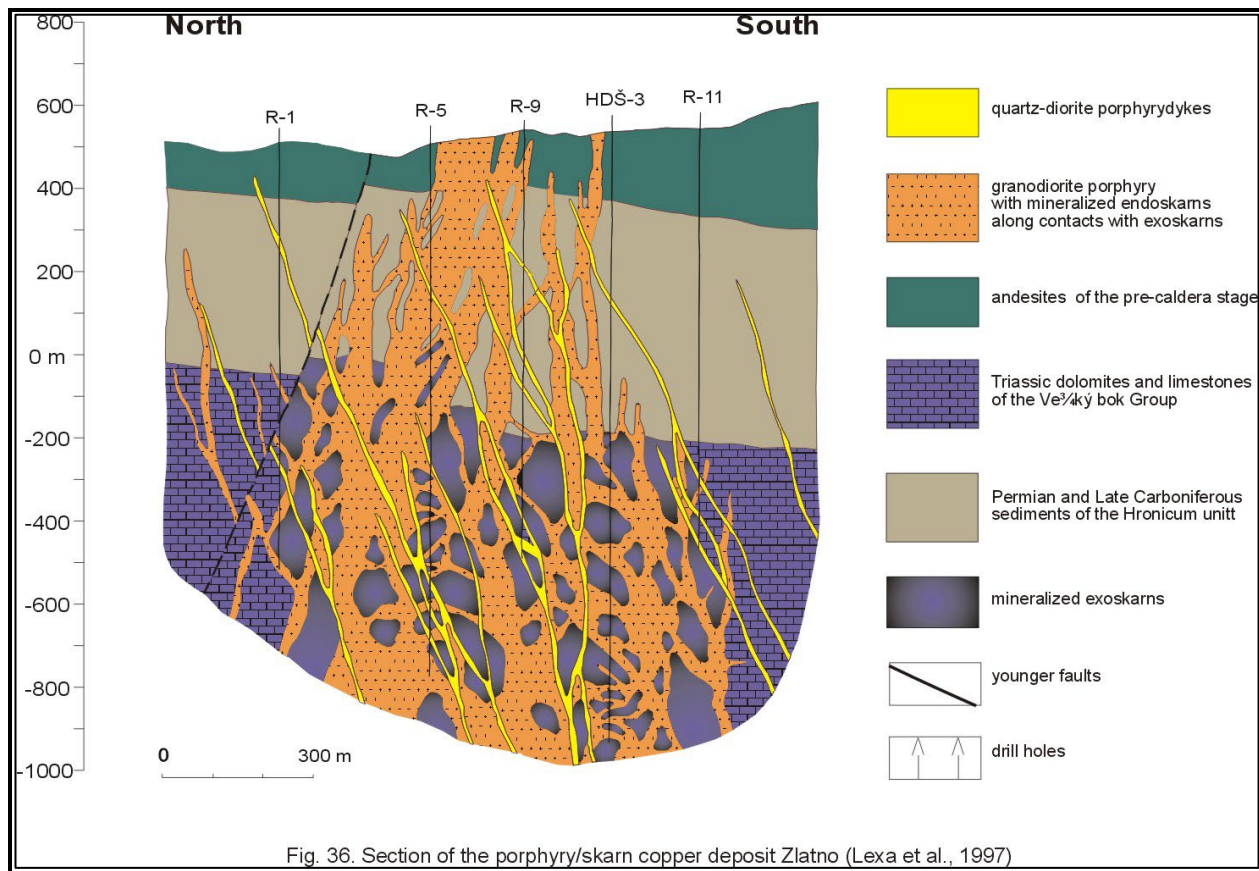 800
North
South
600
R-1
R-5
R-9
HDŠ-3
R-11
400
200
0 m
-200
-400
-600
-800
-1000
0
300 m
quartz-diorite porphyrydykes
granodiorite porphyry
with mineralized endoskarns
along contacts with exoskarns
andesites of the pre-caldera stage
Triassic dolomites and limestones
of the Ve¾ký bok Group
Permian and Late Carboniferous
sediments of the Hronicum unitt
mineralized exoskarns
younger faults
drill holes
Fig. 36. Section of the porphyry/skarn copper deposit Zlatno (Lexa et al., 1997)